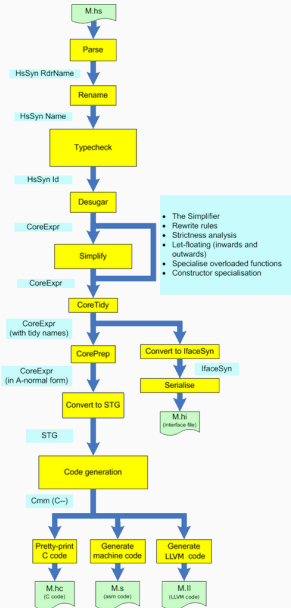 M.hs
Parse
HsSyn RdrName
Rename
HsSyn Name
Typecheck
HsSyn Id
Desugar
CoreExpr
Simplify
CoreExpr
• The Simplifier
• Rewrite rules
• Strictness analysis
• Let-floating (inwards and
outwards)
• Specialise overloaded functions
• Constructor specialisation
CoreTidy
CoreExpr
(with tidy names)
CorePrep
Convert to IfaceSyn
CoreExpr
(in A-normal form)
IfaceSyn
Serialise
Convert to STG
M.hi
(interface file)
STG
Code generation
Cmm (C--)
Pretty-print
C code
Generate
machine code
Generate
LLVM code
M.hc
(C code)
M.s
(asm code)
M.ll
(LLVM code)